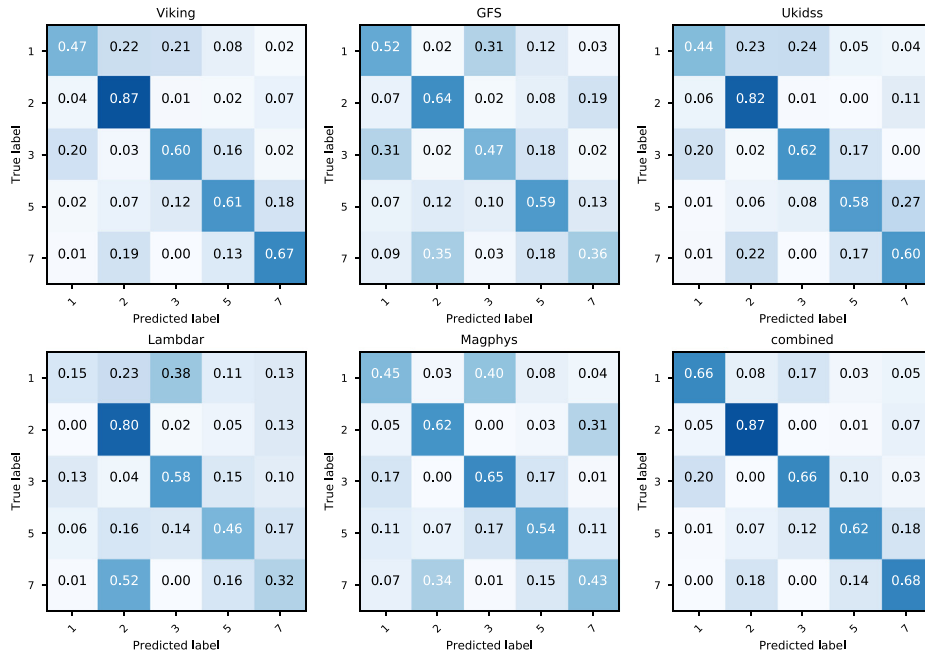 Viking
True label
1 0.47 0.22 0.21 0.08 0.02
2 0.04 0.87 0.01 0.02 0.07
3 0.20 0.03 0.60 0.16 0.02
5 0.02 0.07 0.12 0.61 0.18
7 0.01 0.19 0.00 0.13 0.67
1 2 3 5 7
Predicted label
GFS
True label
1 0.52 0.02 0.31 0.12 0.03
2 0.07 0.64 0.02 0.08 0.19
3 0.31 0.02 0.47 0.18 0.02
5 0.07 0.12 0.10 0.59 0.13
7 0.09 0.35 0.03 0.18 0.36
1 2 3 5 7
Predicted label
Ukidss
True label
1 0.44 0.23 0.24 0.05 0.04
2 0.06 0.82 0.01 0.00 0.11
3 0.20 0.02 0.62 0.17 0.00
5 0.01 0.06 0.08 0.58 0.27
7 0.01 0.22 0.00 0.17 0.60
1 2 3 5 7
Predicted label
Lambdar
True label
1 0.15 0.23 0.38 0.11 0.13
2 0.00 0.80 0.02 0.05 0.13
3 0.13 0.04 0.58 0.15 0.10
5 0.06 0.16 0.14 0.46 0.17
7 0.01 0.52 0.00 0.16 0.32
1 2 3 5 7
Predicted label
Magphys
True label
1 0.45 0.03 0.40 0.08 0.04
2 0.05 0.62 0.00 0.03 0.31
3 0.17 0.00 0.65 0.17 0.01
5 0.11 0.07 0.17 0.54 0.11
7 0.07 0.34 0.01 0.15 0.43
1 2 3 5 7
Predicted label
combined
True label
1 0.66 0.08 0.17 0.03 0.05
2 0.05 0.87 0.00 0.01 0.07
3 0.20 0.00 0.66 0.10 0.03
5 0.01 0.07 0.12 0.62 0.18
7 0.00 0.18 0.00 0.14 0.68
1 2 3 5 7
Predicted label